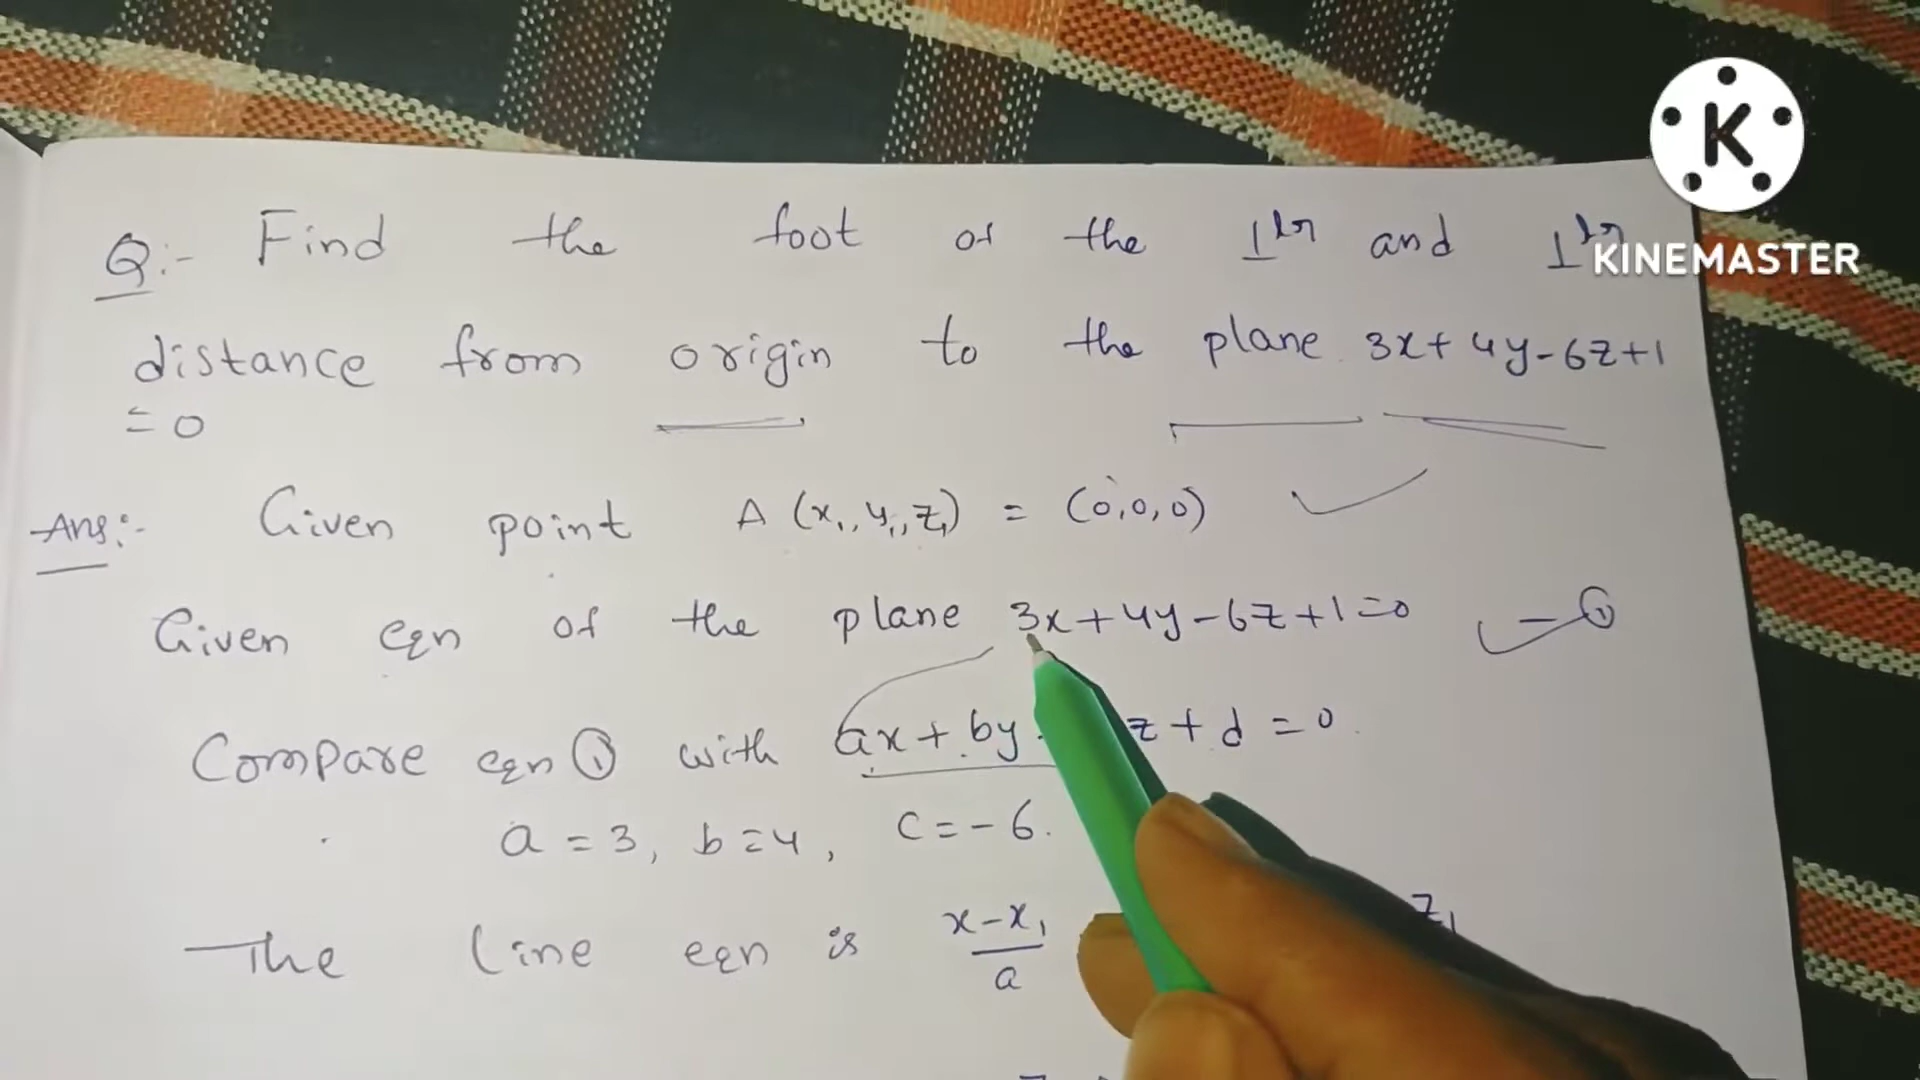 Q:- Find the foot of the ⊥lr and ⊥lr
distance from origin to the plane 3x+4y-6z+1
= 0
Ans:- Given point A (x₁, y₁, z₁) = (0,0,0)
Given eqn of the plane 3x+4y-6z+1=0 - ①
Compare eqn ① with ax + by z + d = 0
a = 3, b = 4, c = -6.
The line eqn is x-x₁ / a z₁
K
KINEMASTER